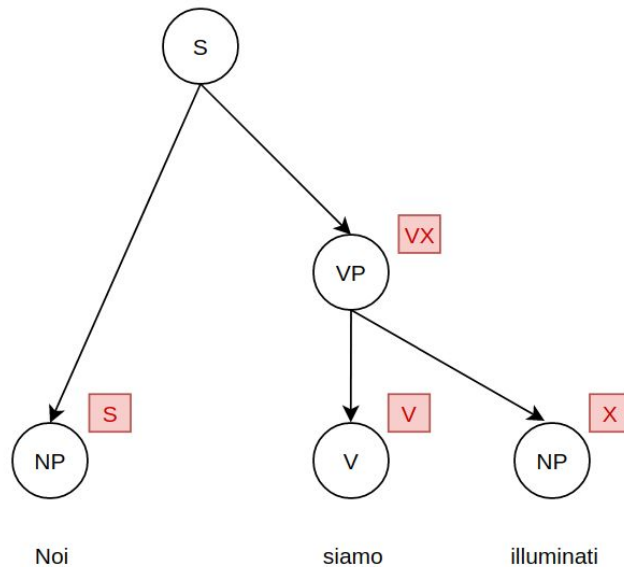 S
VX
VP
S
V
X
NP
V
NP
Noi siamo illuminati